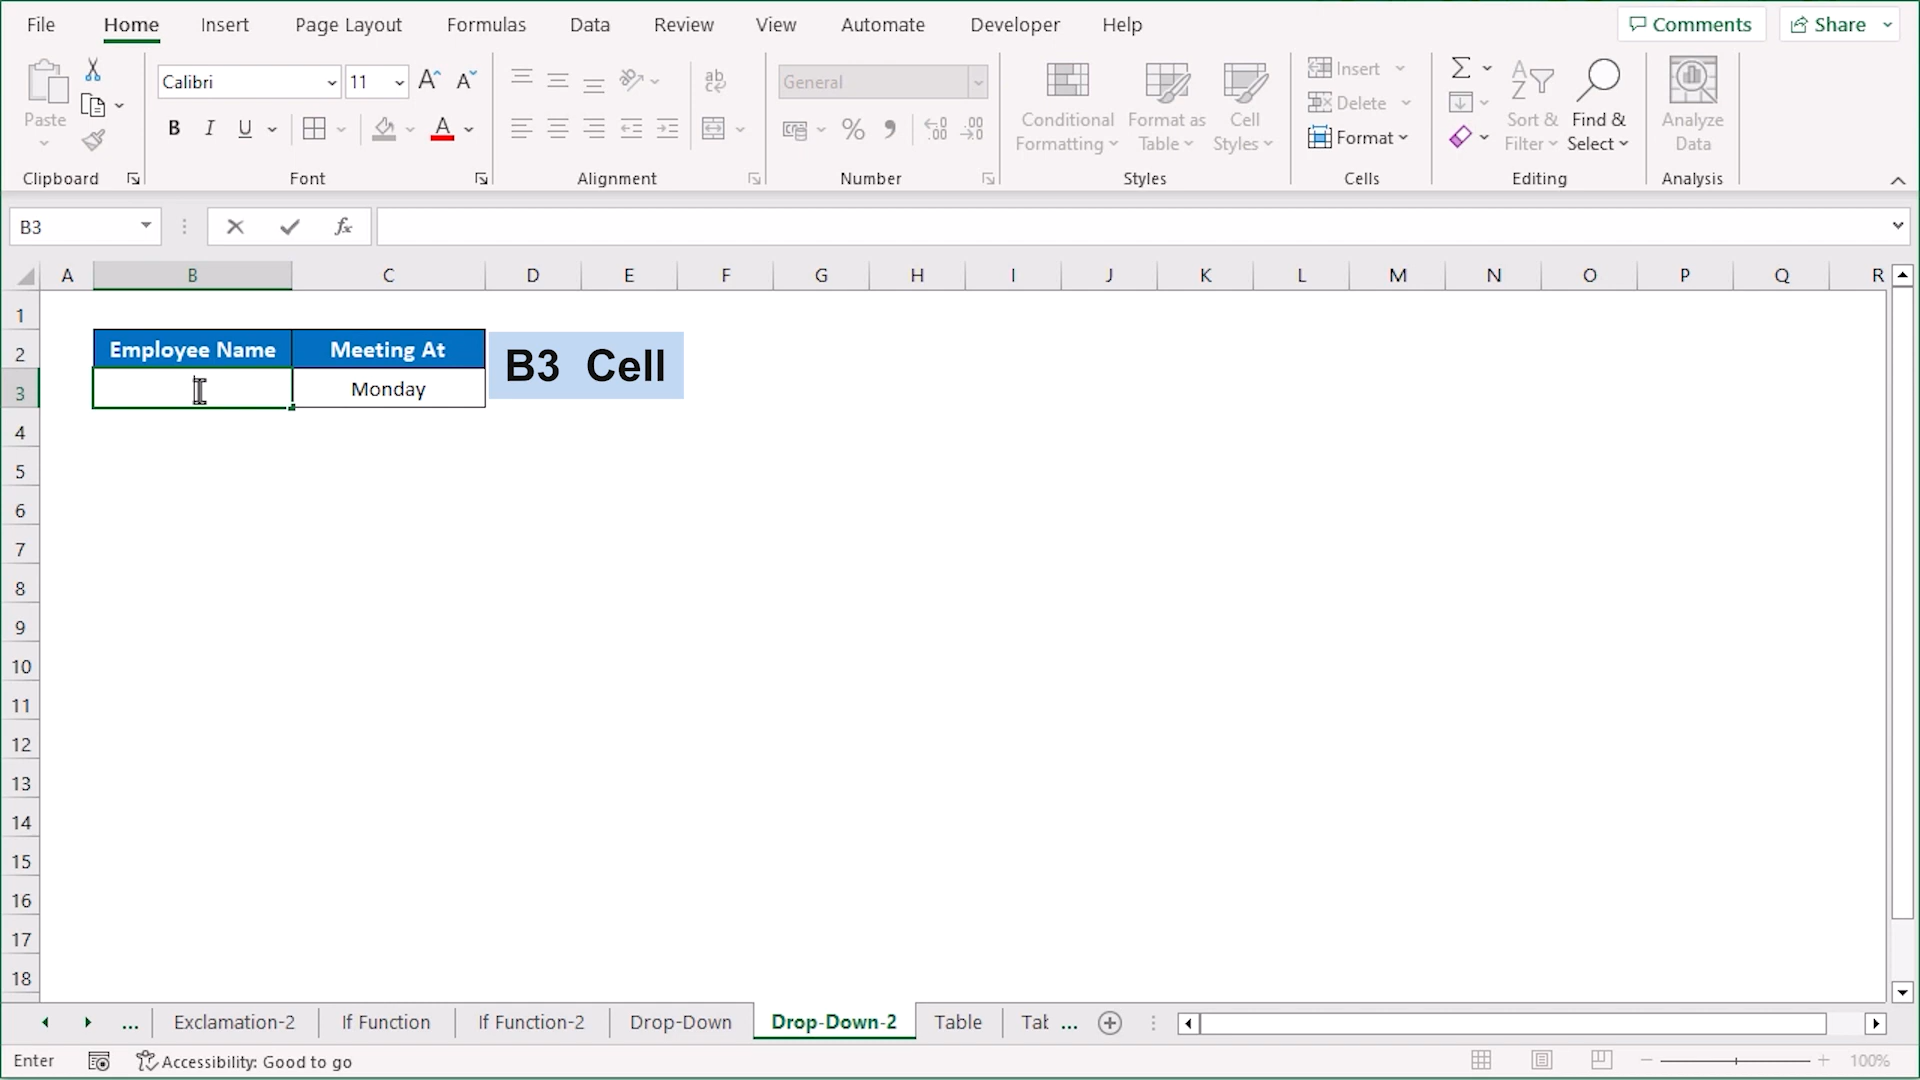 File Home Insert Page Layout Formulas Data Review View Automate Developer Help Comments Share
Paste
Clipboard
Calibri 11
B I U A
Font
ab
Alignment
General
% .00
Number
Conditional Formatting
Format as Table
Cell Styles
Styles
Insert
Delete
Format
Cells
Sort & Filter
Find & Select
Editing
Analyze Data
Analysis
B3 fx
A B C D E F G H I J K L M N O P Q R
1
2 Employee Name Meeting At B3 Cell
3 Monday
4
5
6
7
8
9
10
11
12
13
14
15
16
17
18
... Exclamation-2 If Function If Function-2 Drop-Down Drop-Down-2 Table Tab ...
Enter Accessibility: Good to go 100%